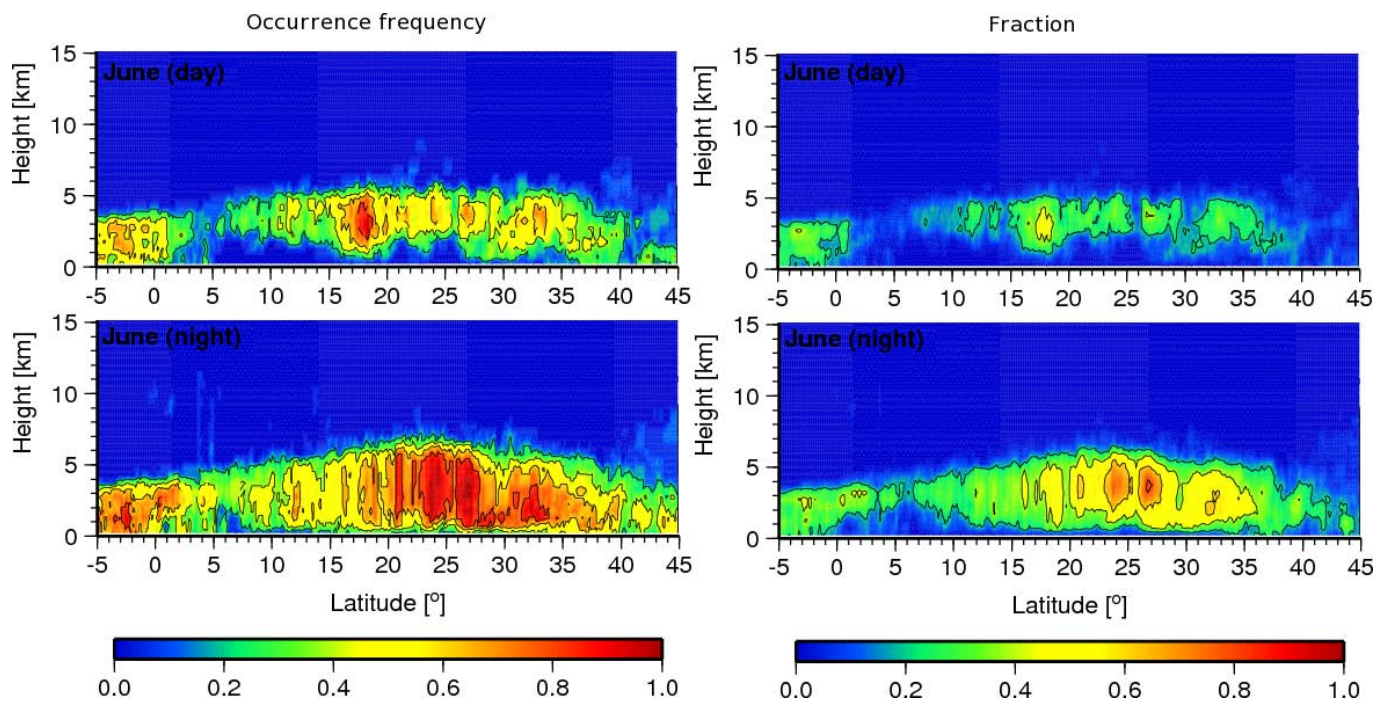 Occurrence frequency
Fraction
15
10
5
0
Height [km]
June (day)
-5 0 5 10 15 20 25 30 35 40 45
15
10
5
0
Height [km]
June (day)
-5 0 5 10 15 20 25 30 35 40 45
15
10
5
0
Height [km]
June (night)
-5 0 5 10 15 20 25 30 35 40 45
Latitude [o]
15
10
5
0
Height [km]
June (night)
-5 0 5 10 15 20 25 30 35 40 45
Latitude [o]
0.0 0.2 0.4 0.6 0.8 1.0
0.0 0.2 0.4 0.6 0.8 1.0